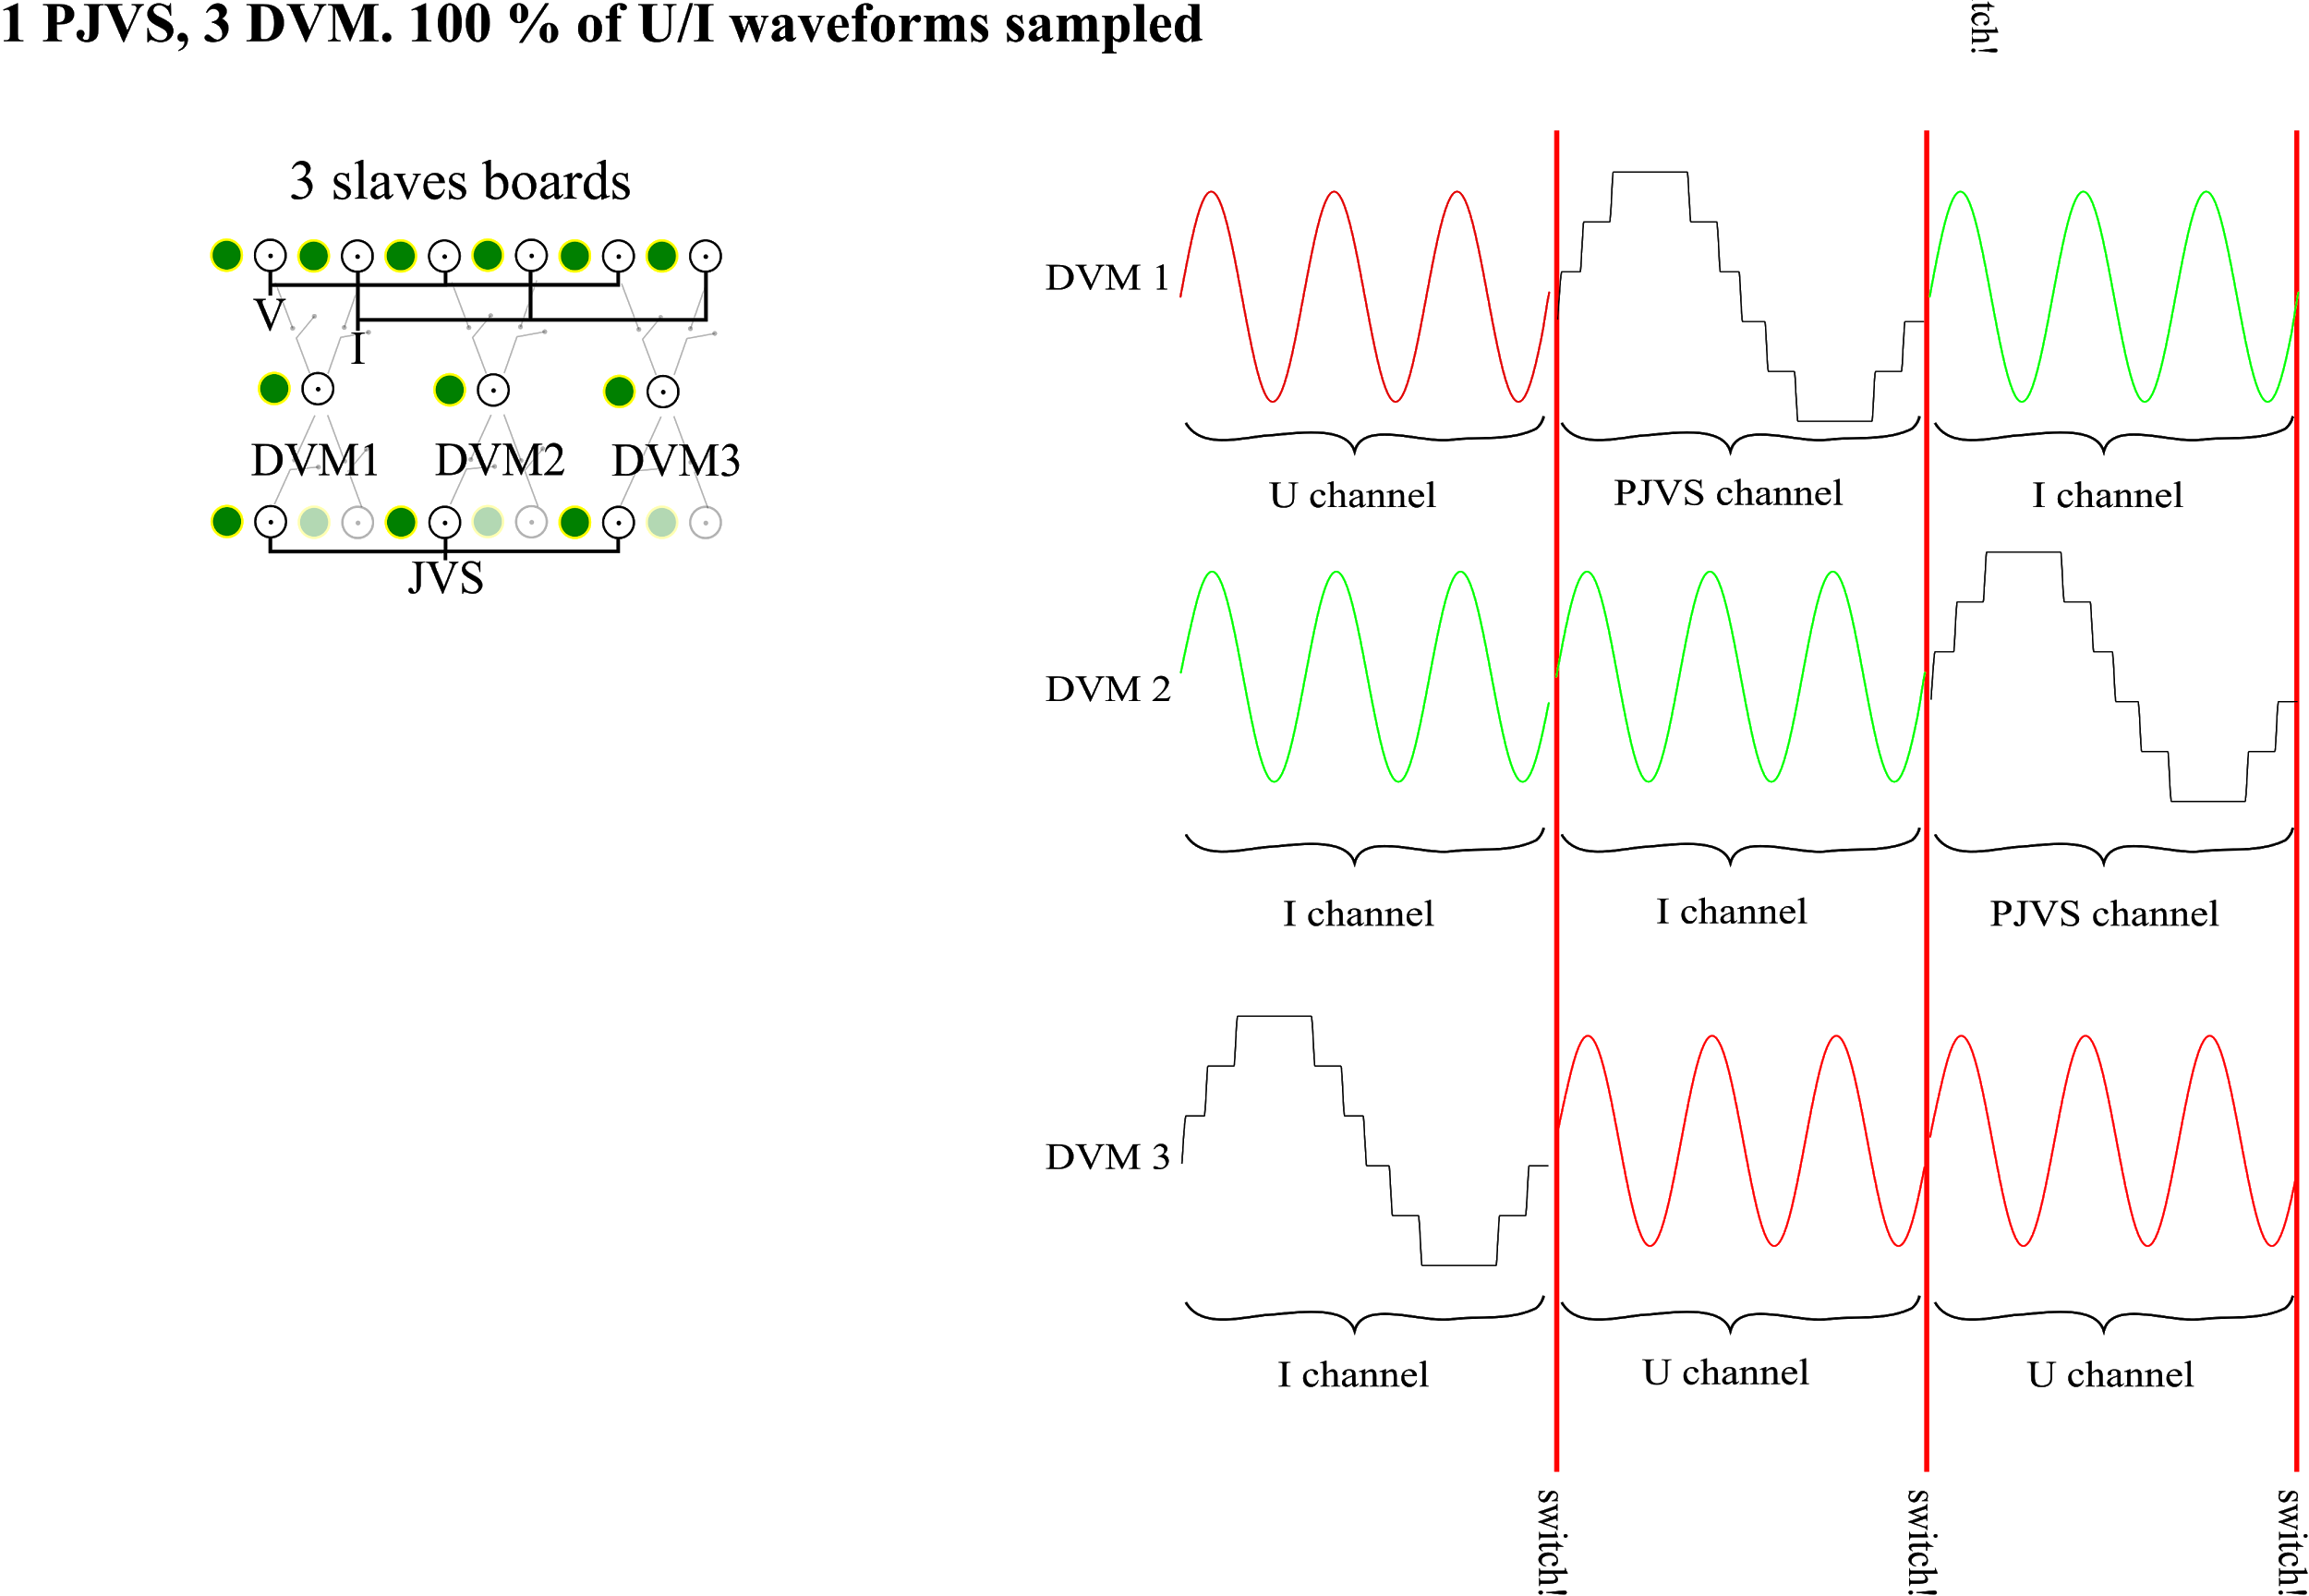 1 PJVS, 3 DVM. 100 % of U/I waveforms sampled
tch!
3 slaves boards
V
I
DVM1 DVM2 DVM3
JVS
DVM 1
U channel PJVS channel I channel
DVM 2
I channel I channel PJVS channel
DVM 3
I channel U channel U channel
switch! switch! switch!